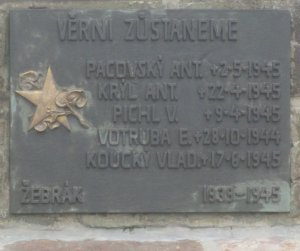 VĚRNI ZŮSTANEME
PACOVSKÝ ANT. +2-5-1945
KRÝL ANT. +22-4-1945
PICHL V. +9-4-1945
VOTRUBA E. +28-10-1944
KOUCKÝ VLAD. +17-6-1945
ŽEBRÁK 1939-1945